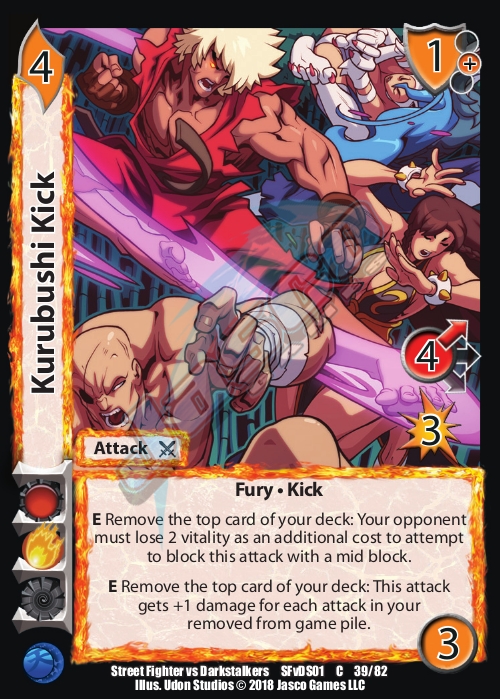 4
1
+
Kurubushi Kick
4
3
Attack
Fury • Kick
E Remove the top card of your deck: Your opponent
must lose 2 vitality as an additional cost to attempt
to block this attack with a mid block.
E Remove the top card of your deck: This attack
gets +1 damage for each attack in your
removed from game pile.
3
Street Fighter vs Darkstalkers SFvDS01 C 39/82
Illus. Udon Studios © 2018 Jasco Games LLC